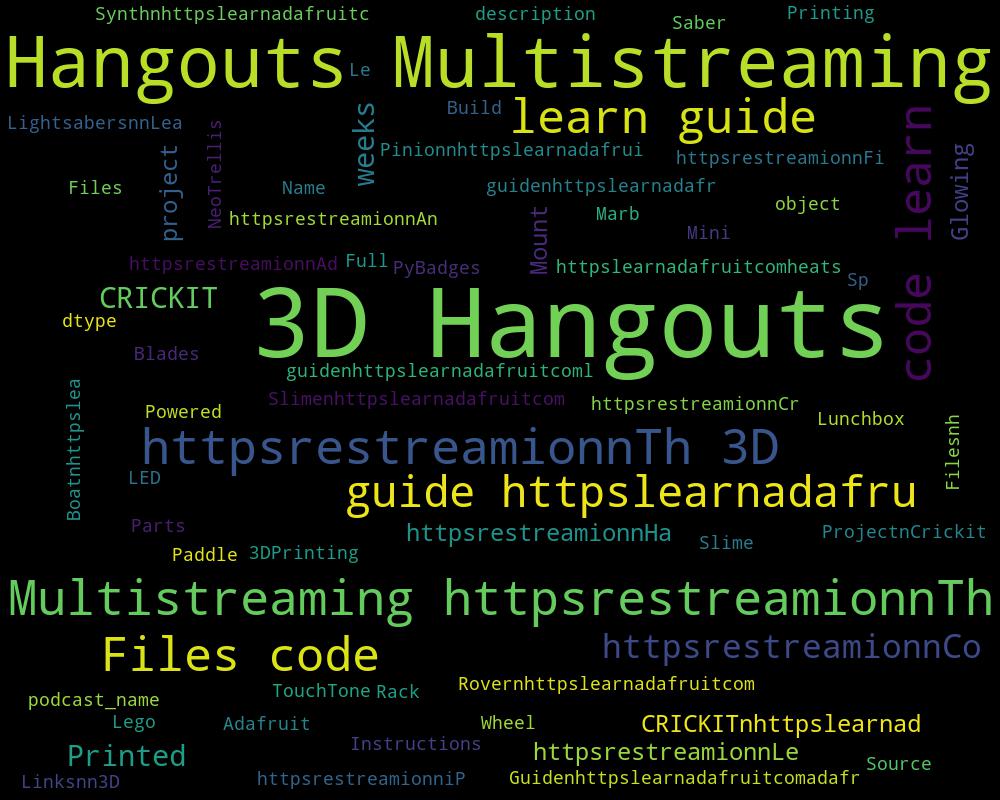 Synthnhttpslearnadafruitc description Saber Printing
Hangouts Le Multistreaming
LightsabersnnLea weeks Build learn guide
project NeoTrellis Pinionnhttpslearnadafrui httpsrestreamionnFi code learn Glowing
Files Name guidenhttpslearnadafr
httpsrestreamionnAn Mount Marb object
Mini
httpsrestreamionnAd Full PyBadges httpslearnadafruitcomheats Sp
CRICKIT 3D Hangouts
dtype
Blades
guidenhttpslearnadafruitcoml
Boatnhttpslea Slimenhttpslearnadafruitcom httpsrestreamionnCr
Powered Lunchbox Filesnh
httpsrestreamionnTh 3D
LED
guide httpslearnadafru
Parts httpsrestreamionnHa Slime ProjectnCrickit
Paddle 3DPrinting
Multistreaming httpsrestreamionnTh
Files code httpsrestreamionnCo
podcast_name TouchTone Rack Rovernhttpslearnadafruitcom
Lego Adafruit Wheel CRICKITnhttpslearnad
Printed Instructions httpsrestreamionnLe Source
Linksnn3D httpsrestreamionniP Guidenhttpslearnadafruitcomadafr